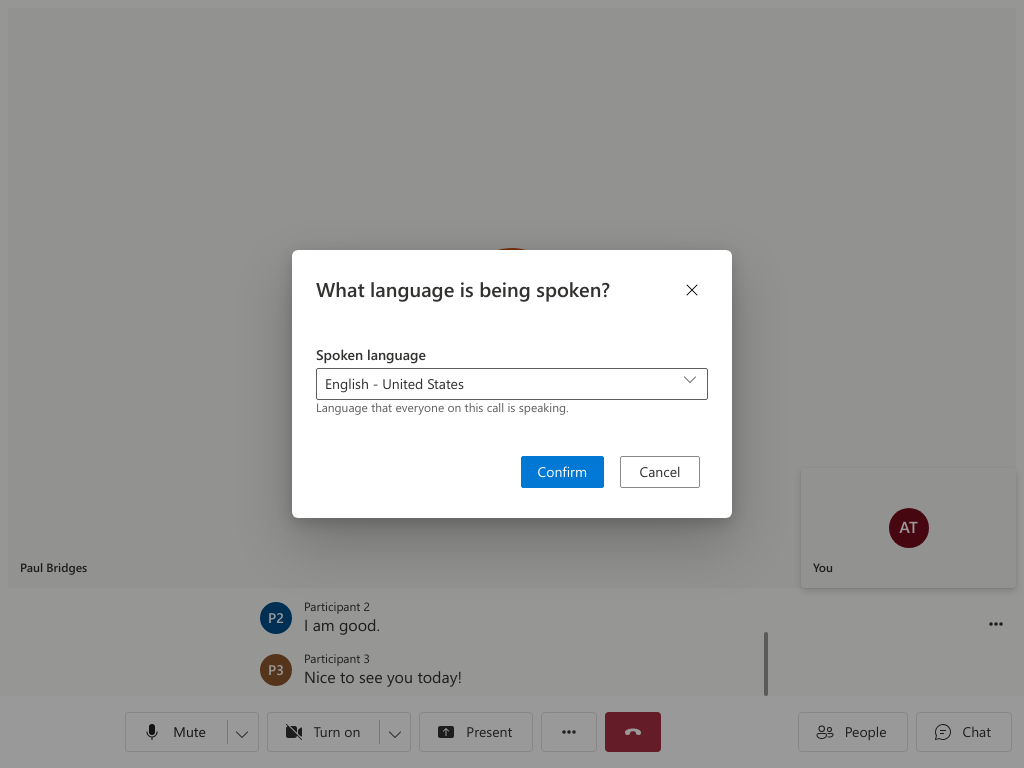 What language is being spoken?
Spoken language
English - United States
Language that everyone on this call is speaking.
Confirm
Cancel
AT
Paul Bridges
You
P2
Participant 2
I am good.
P3
Participant 3
Nice to see you today!
Mute
Turn on
Present
People
Chat